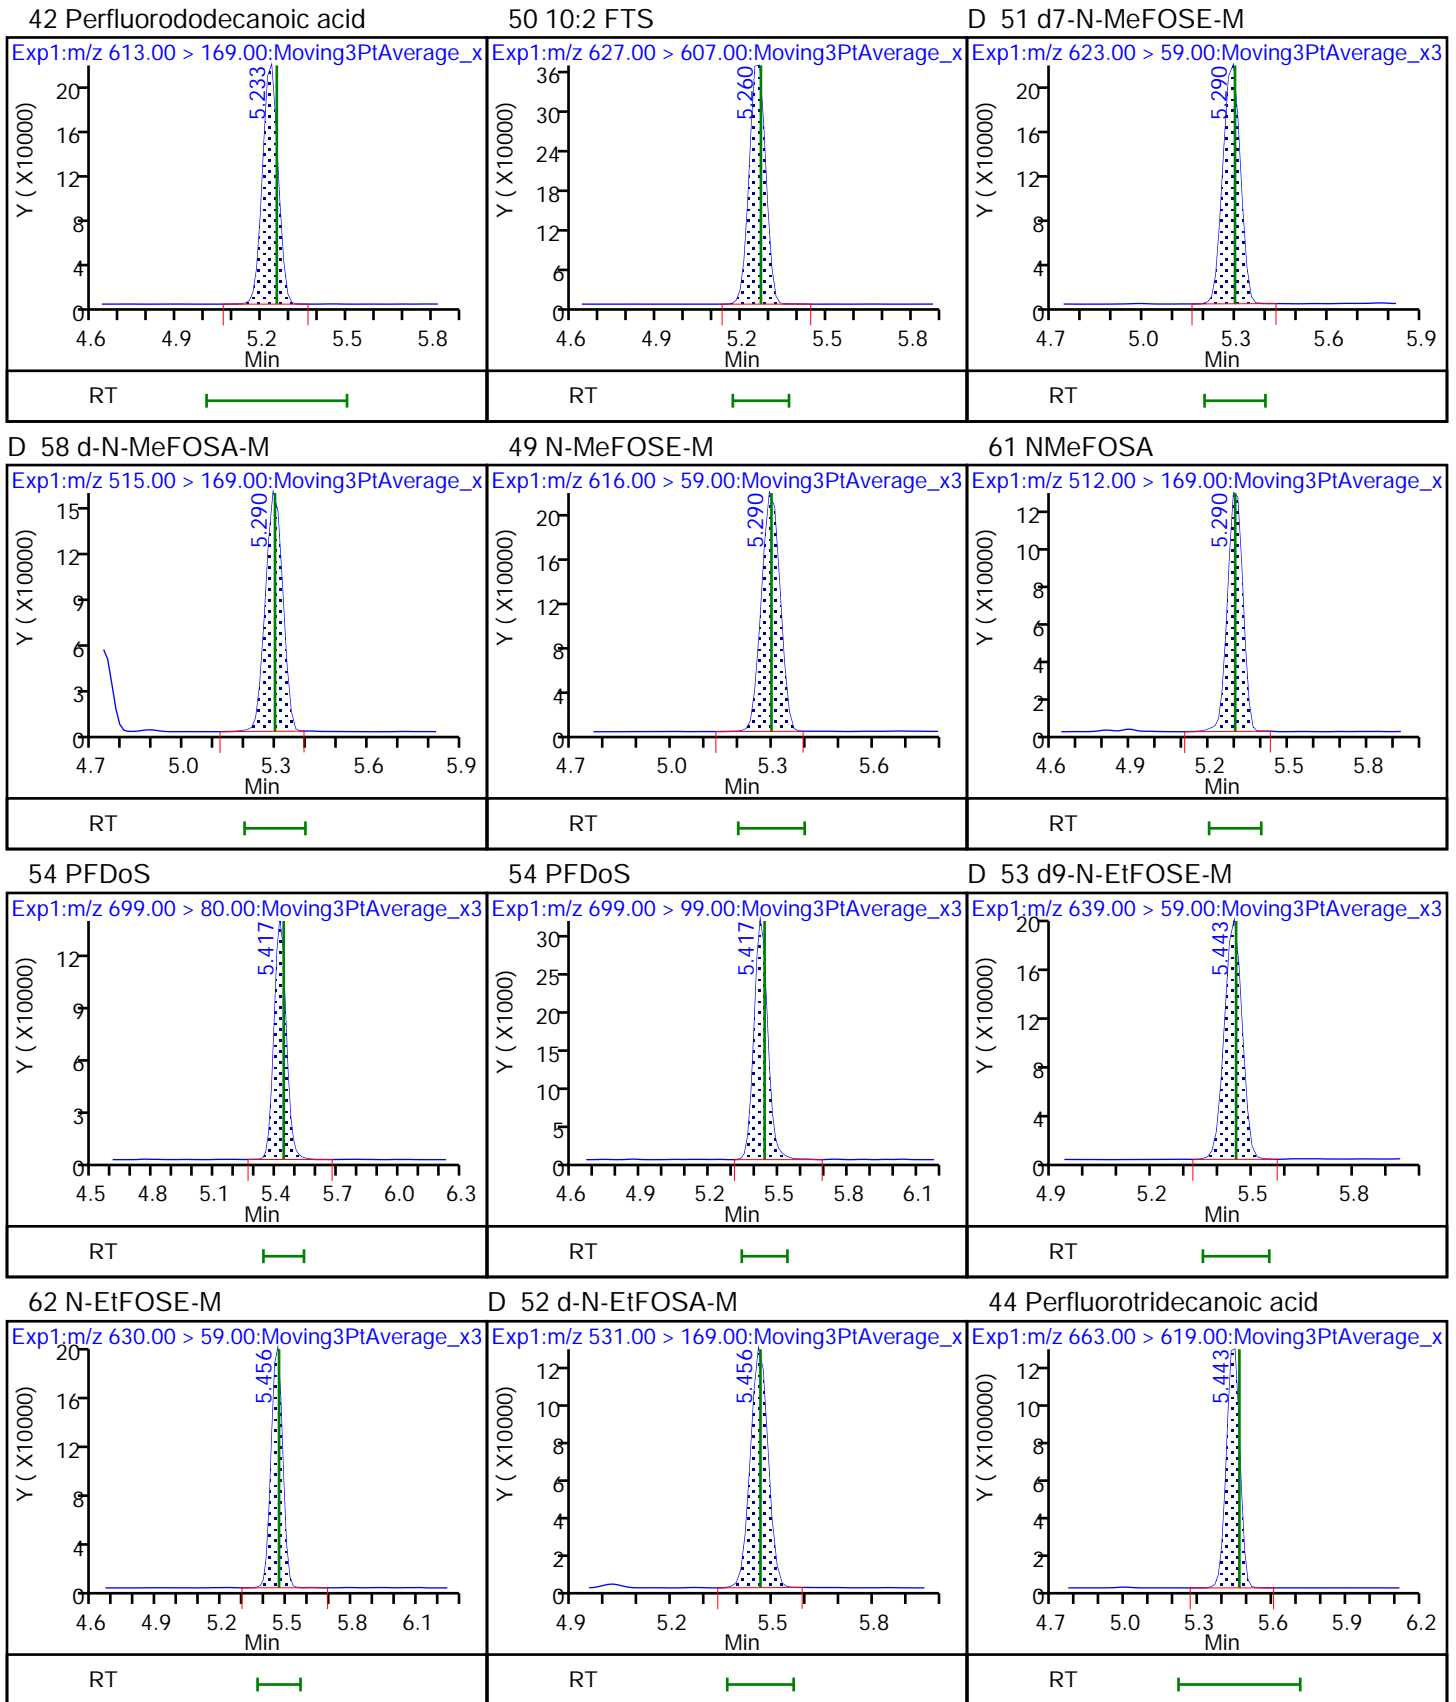 42 Perfluorododecanoic acid
Exp1:m/z 613.00 > 169.00:Moving3PtAverage_x
Y ( X10000)
20
16
12
8
4
0
5.233
4.6 4.9 5.2 5.5 5.8
Min
RT
50 10:2 FTS
Exp1:m/z 627.00 > 607.00:Moving3PtAverage_x
Y ( X10000)
36
30
24
18
12
6
0
5.260
4.6 4.9 5.2 5.5 5.8
Min
RT
D 51 d7-N-MeFOSE-M
Exp1:m/z 623.00 > 59.00:Moving3PtAverage_x3
Y ( X10000)
20
16
12
8
4
0
5.290
4.7 5.0 5.3 5.6 5.9
Min
RT
D 58 d-N-MeFOSA-M
Exp1:m/z 515.00 > 169.00:Moving3PtAverage_x
Y ( X10000)
15
12
9
6
3
0
5.290
4.7 5.0 5.3 5.6 5.9
Min
RT
49 N-MeFOSE-M
Exp1:m/z 616.00 > 59.00:Moving3PtAverage_x3
Y ( X10000)
20
16
12
8
4
0
5.290
4.7 5.0 5.3 5.6
Min
RT
61 NMeFOSA
Exp1:m/z 512.00 > 169.00:Moving3PtAverage_x
Y ( X10000)
12
10
8
6
4
2
0
5.290
4.6 4.9 5.2 5.5 5.8
Min
RT
54 PFDoS
Exp1:m/z 699.00 > 80.00:Moving3PtAverage_x3
Y ( X10000)
12
9
6
3
0
5.417
4.5 4.8 5.1 5.4 5.7 6.0 6.3
Min
RT
54 PFDoS
Exp1:m/z 699.00 > 99.00:Moving3PtAverage_x3
Y ( X1000)
30
25
20
15
10
5
0
5.417
4.6 4.9 5.2 5.5 5.8 6.1
Min
RT
D 53 d9-N-EtFOSE-M
Exp1:m/z 639.00 > 59.00:Moving3PtAverage_x3
Y ( X10000)
20
16
12
8
4
0
5.443
4.9 5.2 5.5 5.8
Min
RT
62 N-EtFOSE-M
Exp1:m/z 630.00 > 59.00:Moving3PtAverage_x3
Y ( X10000)
20
16
12
8
4
0
5.456
4.6 4.9 5.2 5.5 5.8 6.1
Min
RT
D 52 d-N-EtFOSA-M
Exp1:m/z 531.00 > 169.00:Moving3PtAverage_x
Y ( X10000)
12
10
8
6
4
2
0
5.456
4.9 5.2 5.5 5.8
Min
RT
44 Perfluorotridecanoic acid
Exp1:m/z 663.00 > 619.00:Moving3PtAverage_x
Y ( X100000)
12
10
8
6
4
2
0
5.443
4.7 5.0 5.3 5.6 5.9 6.2
Min
RT